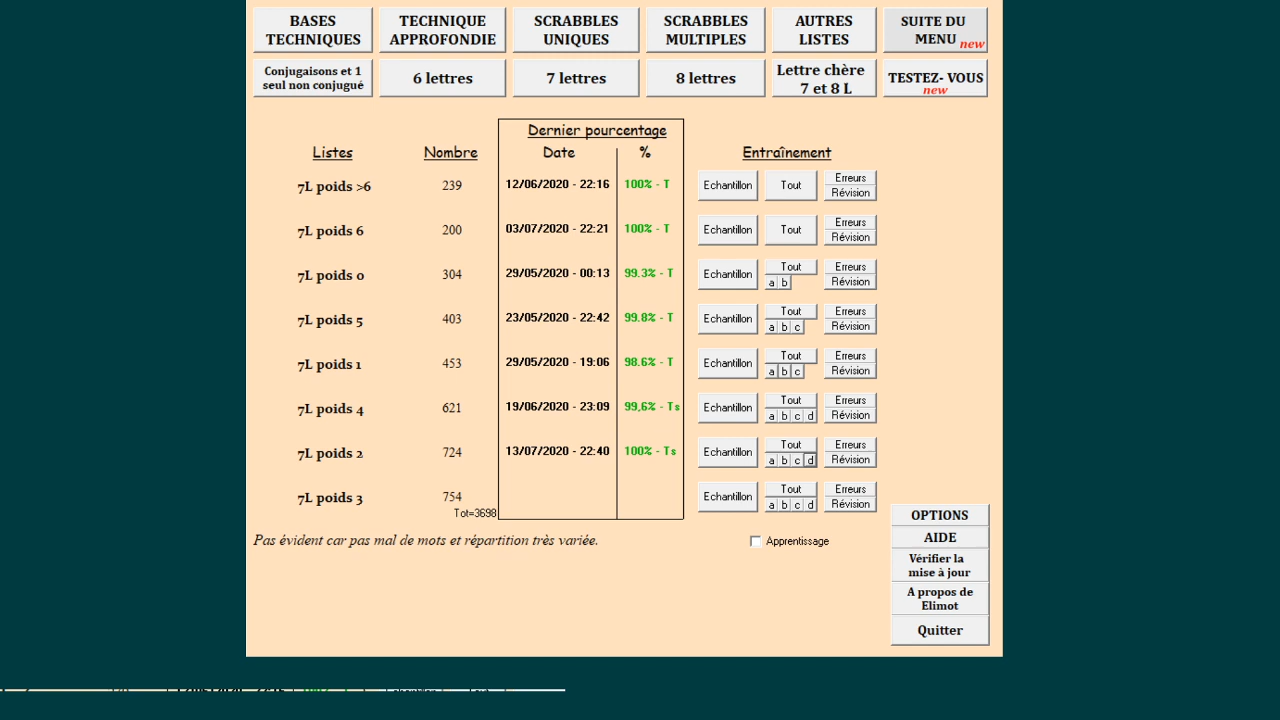 BASES TECHNIQUES
TECHNIQUE APPROFONDIE
SCRABBLES UNIQUES
SCRABBLES MULTIPLES
AUTRES LISTES
SUITE DU MENU new
Conjugaisons et 1 seul non conjugué
6 lettres
7 lettres
8 lettres
Lettre chère 7 et 8 L
TESTEZ- VOUS new
Dernier pourcentage
Listes Nombre Date % Entraînement
7L poids >6 239 12/06/2020 - 22:16 100% - T Echantillon Tout Erreurs Révision
7L poids 6 200 03/07/2020 - 22:21 100% - T Echantillon Tout Erreurs Révision
7L poids 0 304 29/05/2020 - 00:13 99.3% - T Echantillon Tout a b Erreurs Révision
7L poids 5 403 23/05/2020 - 22:42 99.8% - T Echantillon Tout a b c Erreurs Révision
7L poids 1 453 29/05/2020 - 19:06 98.6% - T Echantillon Tout a b c Erreurs Révision
7L poids 4 621 19/06/2020 - 23:09 99,6% - Ts Echantillon Tout a b c d Erreurs Révision
7L poids 2 724 13/07/2020 - 22:40 100% - Ts Echantillon Tout a b c d Erreurs Révision
7L poids 3 754 Echantillon Tout a b c d Erreurs Révision
Tot=3698
Pas évident car pas mal de mots et répartition très variée.
Apprentissage
OPTIONS
AIDE
Vérifier la mise à jour
A propos de Elimot
Quitter